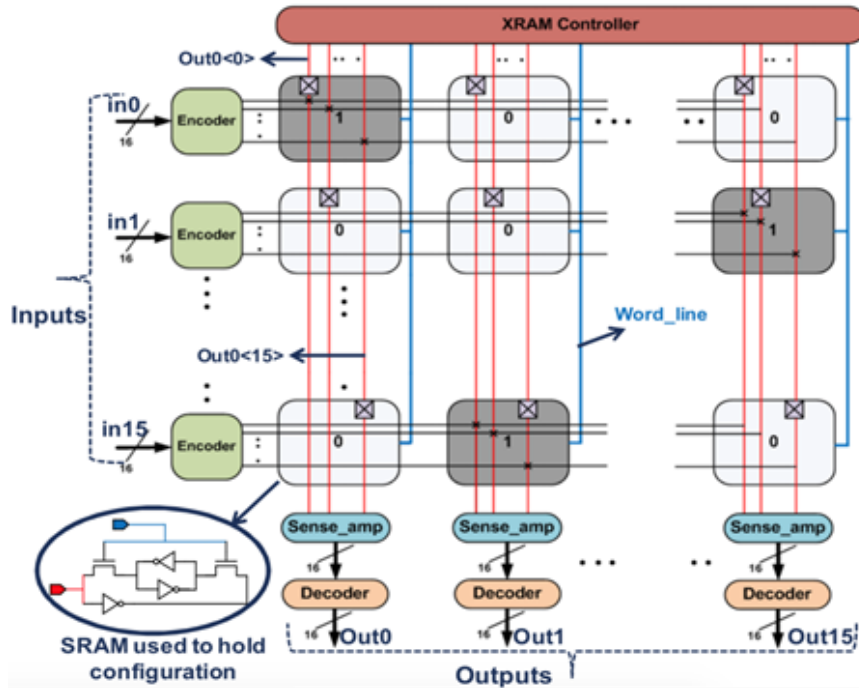 XRAM Controller
Out0<0>
in0
16
Encoder
1
0
0
in1
16
Encoder
0
0
1
Inputs
Word_line
Out0<15>
in15
16
Encoder
0
1
0
Sense_amp
Sense_amp
Sense_amp
16
16
16
Decoder
Decoder
Decoder
16
16
16
Out0
Out1
Out15
SRAM used to hold
configuration
Outputs